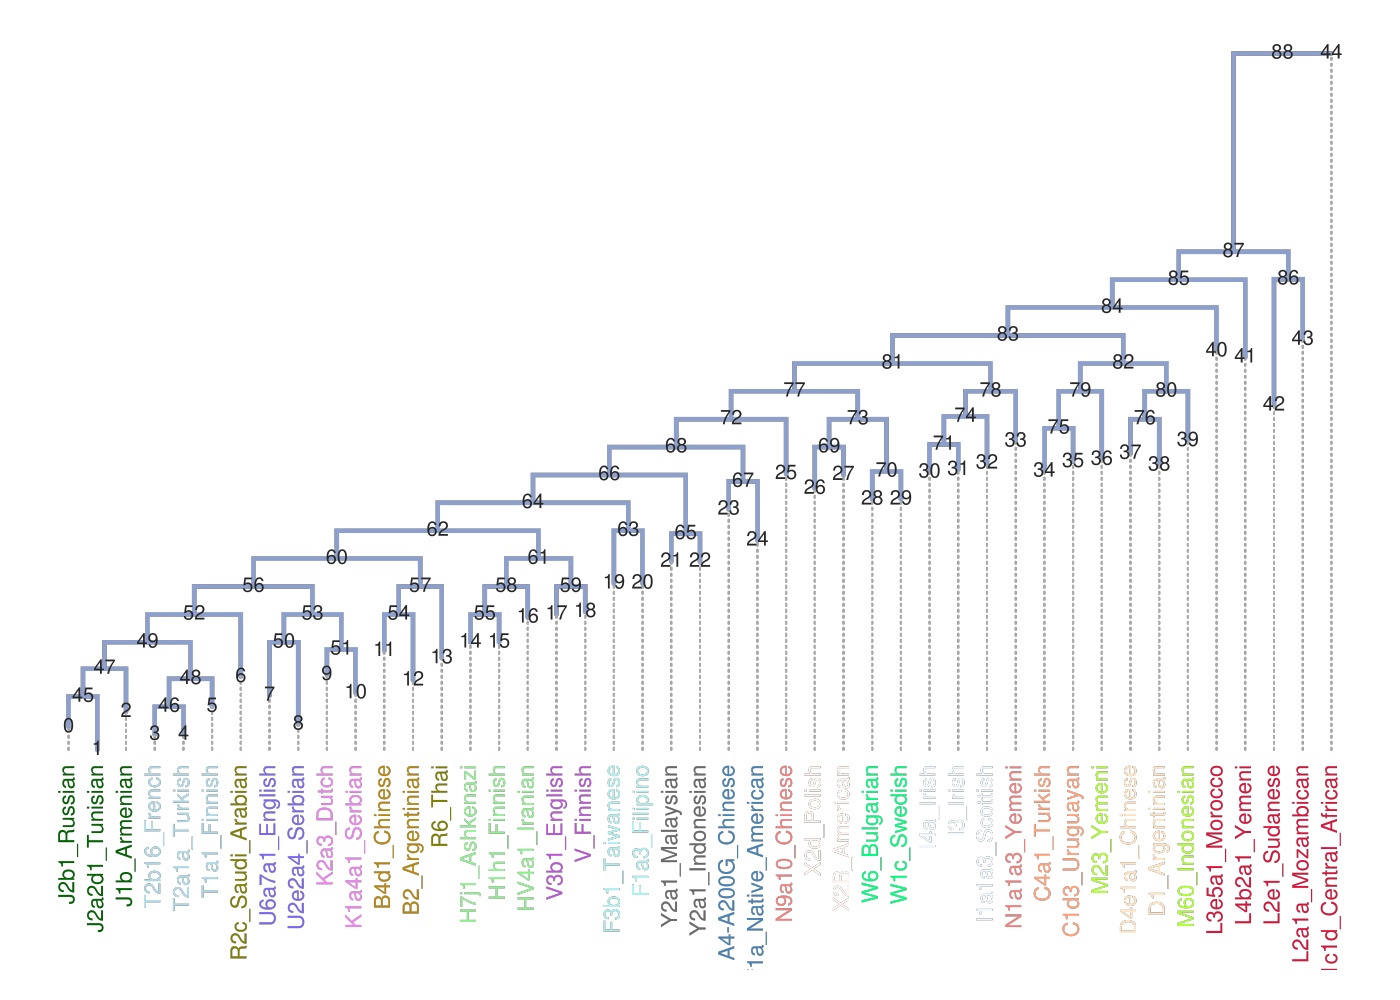 88 44
87
85 86
84
83
40 41 43
81 82
77 78 79 80
42
72 73 74 76
75
68 69 71 33 39
37 38
66 67 25 27 70 30 31 32 34 35 36
26
64 23 28 29
62 63 65 24
60 61 21 22
56 57 58 59 19 20
52 53 54 55 16 17 18
49 50 51 11 14 15
47 48 6 9 12 13
45 46 5 7 10
0 2 3 4 8
1
J2b1_Russian
J2a2d1_Tunisian
J1b_Armenian
T2b16_French
T2a1a_Turkish
T1a1_Finnish
R2c_Saudi_Arabian
U6a7a1_English
U2e2a4_Serbian
K2a3_Dutch
K1a4a1_Serbian
B4d1_Chinese
B2_Argentinian
R6_Thai
H7j1_Ashkenazi
H1h1_Finnish
HV4a1_Iranian
V3b1_English
V_Finnish
F3b1_Taiwanese
F1a3_Filipino
Y2a1_Malaysian
Y2a1_Indonesian
A4-A200G_Chinese
1a_Native_American
N9a10_Chinese
X2d_Polish
X2R_American
W6_Bulgarian
W1c_Swedish
I4a_Irish
I3_Irish
I1a1a3_Scottish
N1a1a3_Yemeni
C4a1_Turkish
C1d3_Uruguayan
M23_Yemeni
D4e1a1_Chinese
D1_Argentinian
M60_Indonesian
L3e5a1_Morocco
L4b2a1_Yemeni
L2e1_Sudanese
L2a1a_Mozambican
c1d_Central_African